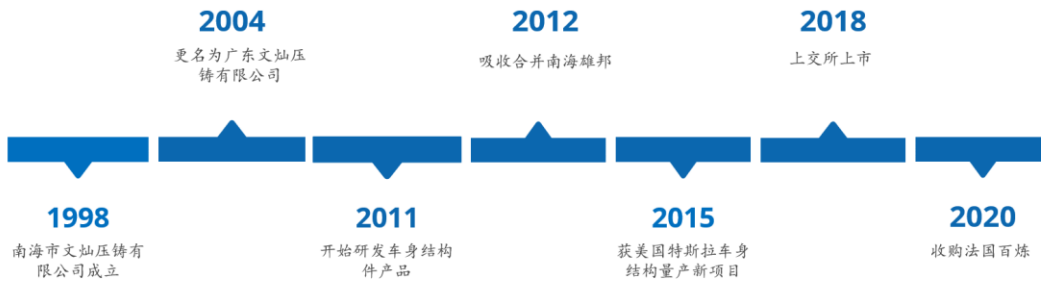 2004
更名为广东文灿压
铸有限公司
2012
吸收合并南海雄邦
2018
上交所上市
1998
南海市文灿压铸有
限公司成立
2011
开始研发车身结构
件产品
2015
获美国特斯拉车身
结构量产新项目
2020
收购法国百炼